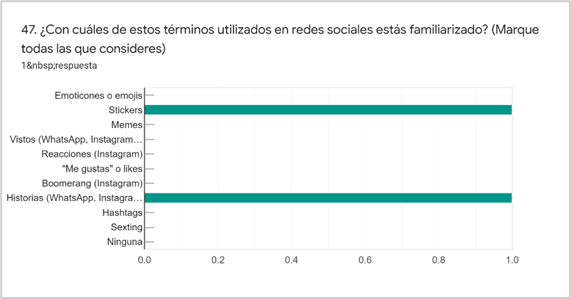 47. ¿Con cuáles de estos términos utilizados en redes sociales estás familiarizado? (Marque
todas las que consideres)
1&nbsp;respuesta
Emoticones o emojis
Stickers
Memes
Vistos (WhatsApp, Instagram…
Reacciones (Instagram)
"Me gustas" o likes
Boomerang (Instagram)
Historias (WhatsApp, Instagra…
Hashtags
Sexting
Ninguna
0.0 0.2 0.4 0.6 0.8 1.0